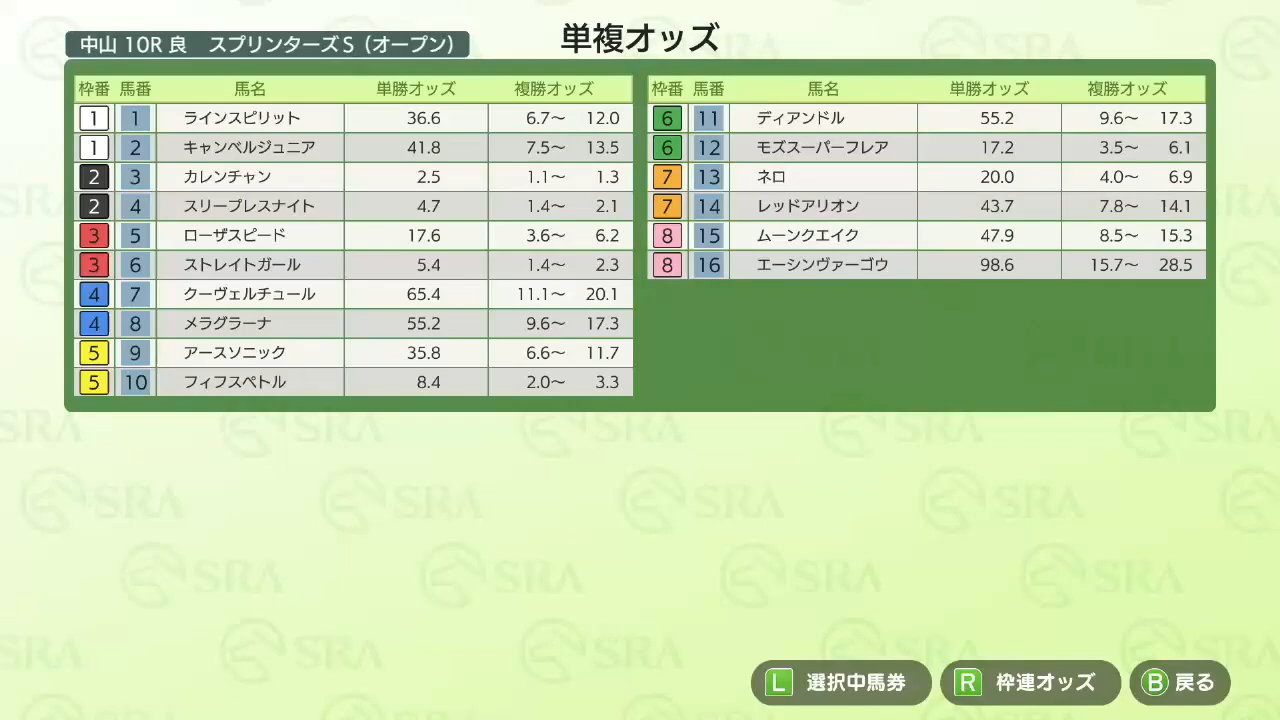 単複オッズ
中山 10R 良 スプリンターズS (オープン)
枠番 馬番 馬名 単勝オッズ 複勝オッズ
1 1 ラインスピリット 36.6 6.7〜 12.0
1 2 キャンベルジュニア 41.8 7.5〜 13.5
2 3 カレンチャン 2.5 1.1〜 1.3
2 4 スリープレスナイト 4.7 1.4〜 2.1
3 5 ローザスピード 17.6 3.6〜 6.2
3 6 ストレイトガール 5.4 1.4〜 2.3
4 7 クーヴェルチュール 65.4 11.1〜 20.1
4 8 メラグラーナ 55.2 9.6〜 17.3
5 9 アースソニック 35.8 6.6〜 11.7
5 10 フィフスペトル 8.4 2.0〜 3.3
枠番 馬番 馬名 単勝オッズ 複勝オッズ
6 11 ディアンドル 55.2 9.6〜 17.3
6 12 モズスーパーフレア 17.2 3.5〜 6.1
7 13 ネロ 20.0 4.0〜 6.9
7 14 レッドアリオン 43.7 7.8〜 14.1
8 15 ムーンクエイク 47.9 8.5〜 15.3
8 16 エーシンヴァーゴウ 98.6 15.7〜 28.5
L 選択中馬券 R 枠連オッズ B 戻る